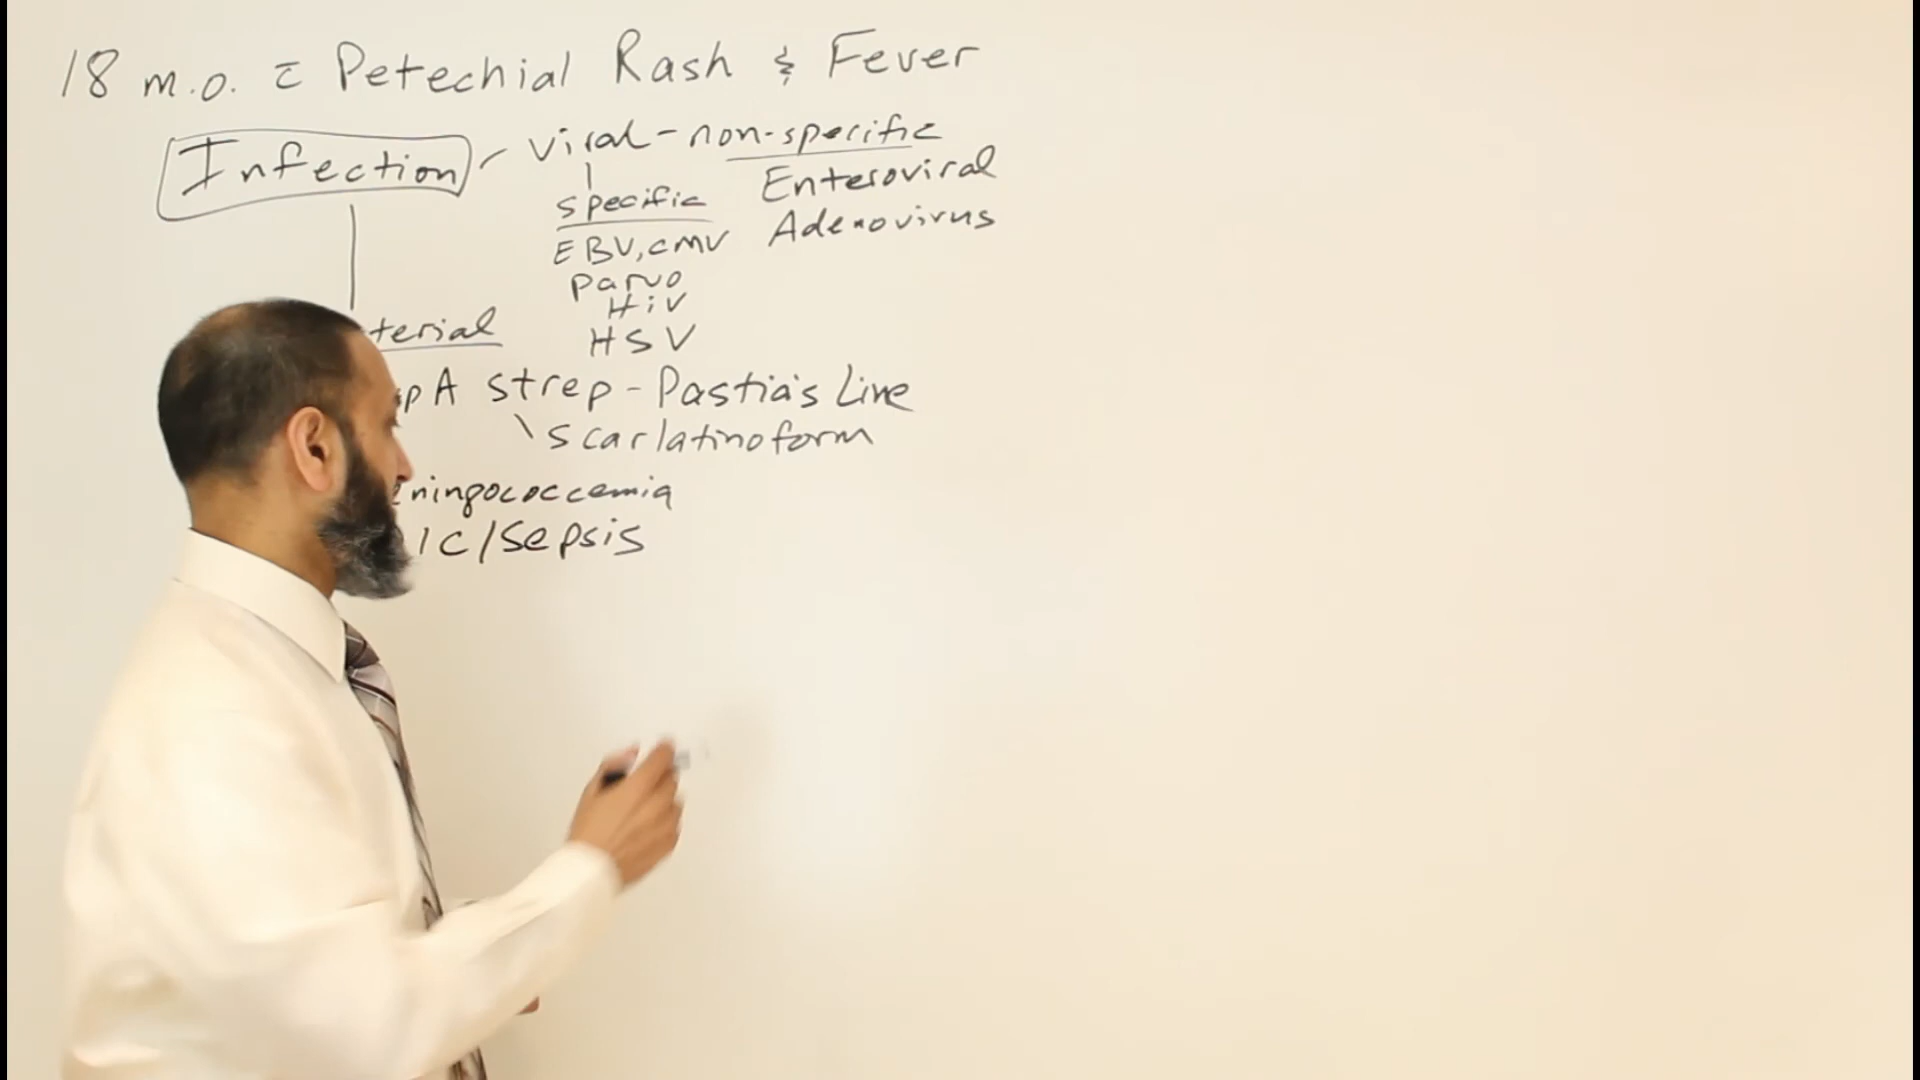 18 m.o. c̄ Petechial Rash & Fever
Infection - viral - non-specific
specific
Enteroviral
EBV, CMV
Adenovirus
Parvo
HiV
terial
HSV
pA strep - Pastia's Line
\ scarlatinoform
ningococcemia
IC/Sepsis